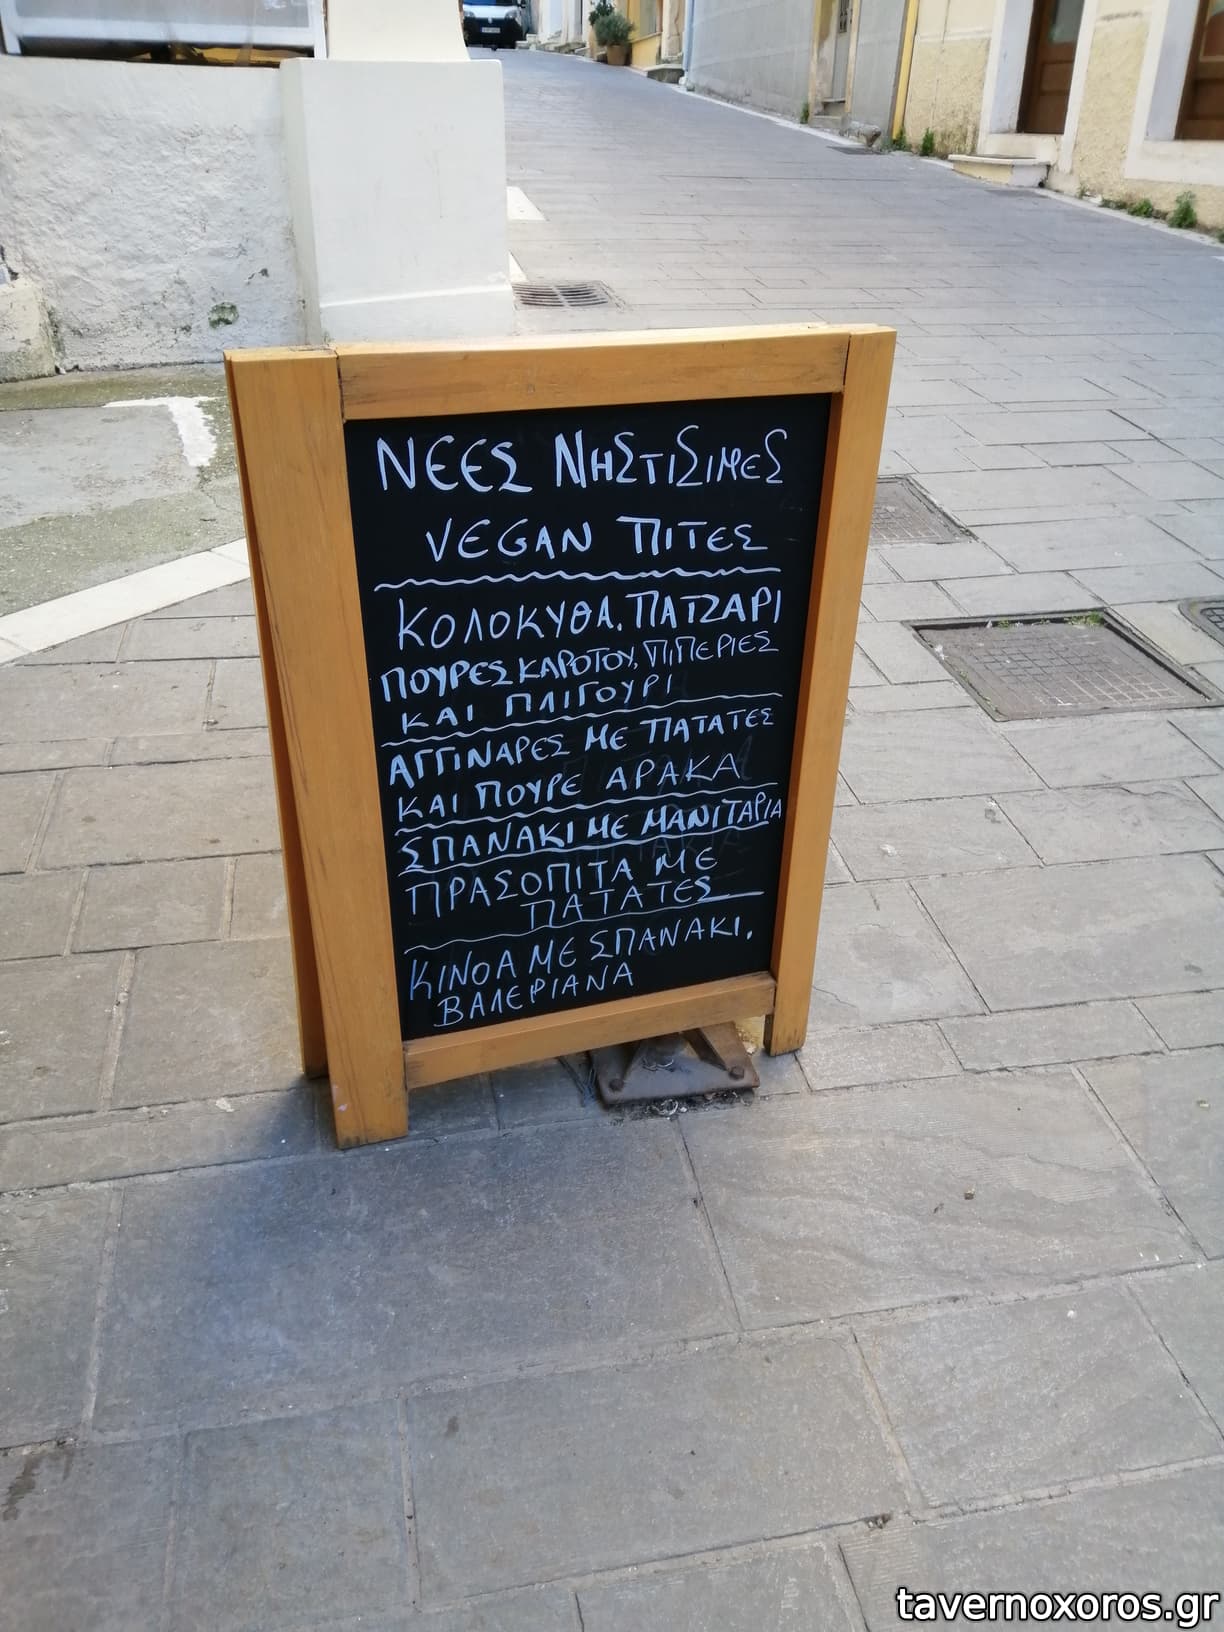 ΝΕΕΣ ΝΗΣΤΙΣΙΜΕΣ
VEGAN ΠΙΤΕΣ
ΚΟΛΟΚΥΘΑ, ΠΑΤΖΑΡΙ
ΠΟΥΡΕΣ ΚΑΡΟΤΟΥ, ΠΙΠΕΡΙΕΣ
ΚΑΙ ΠΛΙΓΟΥΡΙ
ΑΓΓΙΝΑΡΕΣ ΜΕ ΠΑΤΑΤΕΣ
ΚΑΙ ΠΟΥΡΕ ΑΡΑΚΑ
ΣΠΑΝΑΚΙ ΜΕ ΜΑΝΙΤΑΡΙΑ
ΠΡΑΣΟΠΙΤΑ ΜΕ
ΠΑΤΑΤΕΣ
ΚΙΝΟΑ ΜΕ ΣΠΑΝΑΚΙ,
ΒΑΛΕΡΙΑΝΑ
tavernoxoros.gr